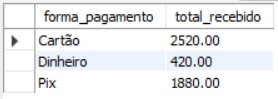 forma_pagamento total_recebido
Cartão 2520.00
Dinheiro 420.00
Pix 1880.00